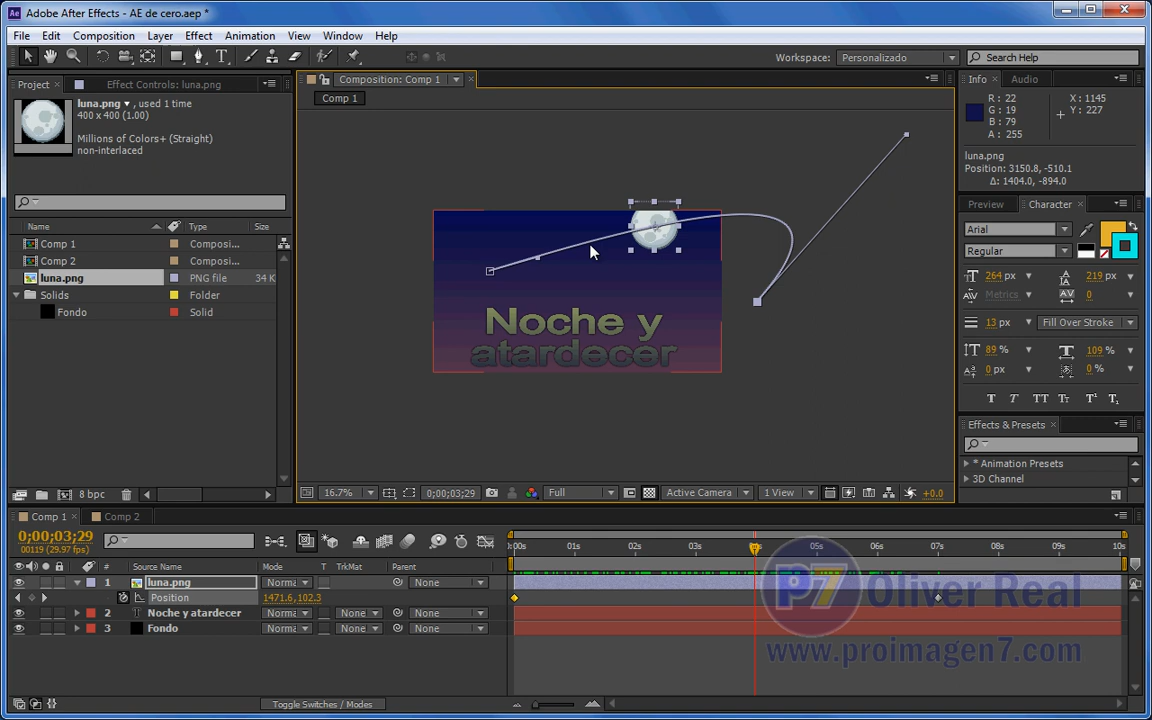 Adobe After Effects - AE de cero.aep *
File Edit Composition Layer Effect Animation View Window Help
Workspace: Personalizado Search Help
Project Effect Controls: luna.png
luna.png ▾, used 1 time
400 x 400 (1.00)
Millions of Colors+ (Straight)
non-interlaced
Name Type Size
Comp 1 Composi...
Comp 2 Composi...
luna.png PNG file 34 K
Solids Folder
Fondo Solid
8 bpc
Composition: Comp 1
Comp 1
Noche y
atardecer
16.7% 0;00;03;29 Full Active Camera 1 View +0.0
Info Audio
R: 22 X: 1145
G: 19 Y: 227
B: 79
A: 255
luna.png
Position: 3150.8, -510.1
Δ: 1404.0, -894.0
Preview Character
Arial
Regular
264 px 219 px
Metrics 0
13 px Fill Over Stroke
89 % 109 %
0 px 0 %
T T TT Tт T¹ T₁
Effects & Presets
* Animation Presets
3D Channel
Comp 1 Comp 2
0;00;03;29
00119 (29.97 fps)
:00s 01s 02s 03s 05s 06s 07s 08s 09s 10s
# Source Name Mode T TrkMat Parent
1 luna.png Norma None
Position 1471.6,102.3
2 Noche y atardecer Norma None None
3 Fondo Norma None None
Toggle Switches / Modes
P7 Oliver Real
www.proimagen7.com